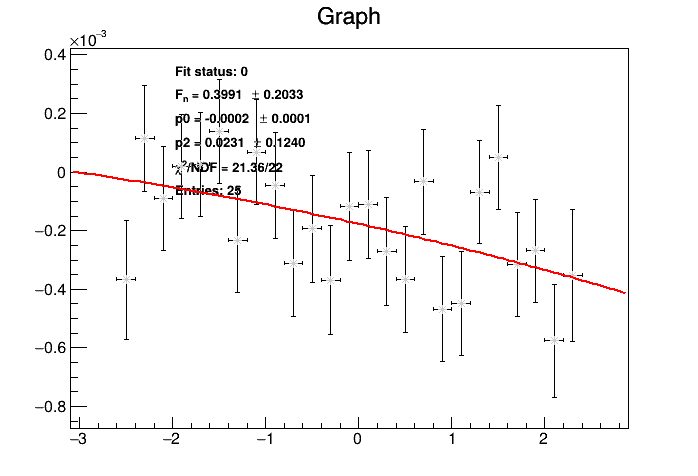 Graph
×10⁻³
0.4
0.2
0
−0.2
−0.4
−0.6
−0.8
Fit status: 0
Fn = 0.3991 ± 0.2033
p0 = -0.0002 ± 0.0001
p2 = 0.0231 ± 0.1240
χ²/NDF = 21.36/22
Entries: 25
−3 −2 −1 0 1 2